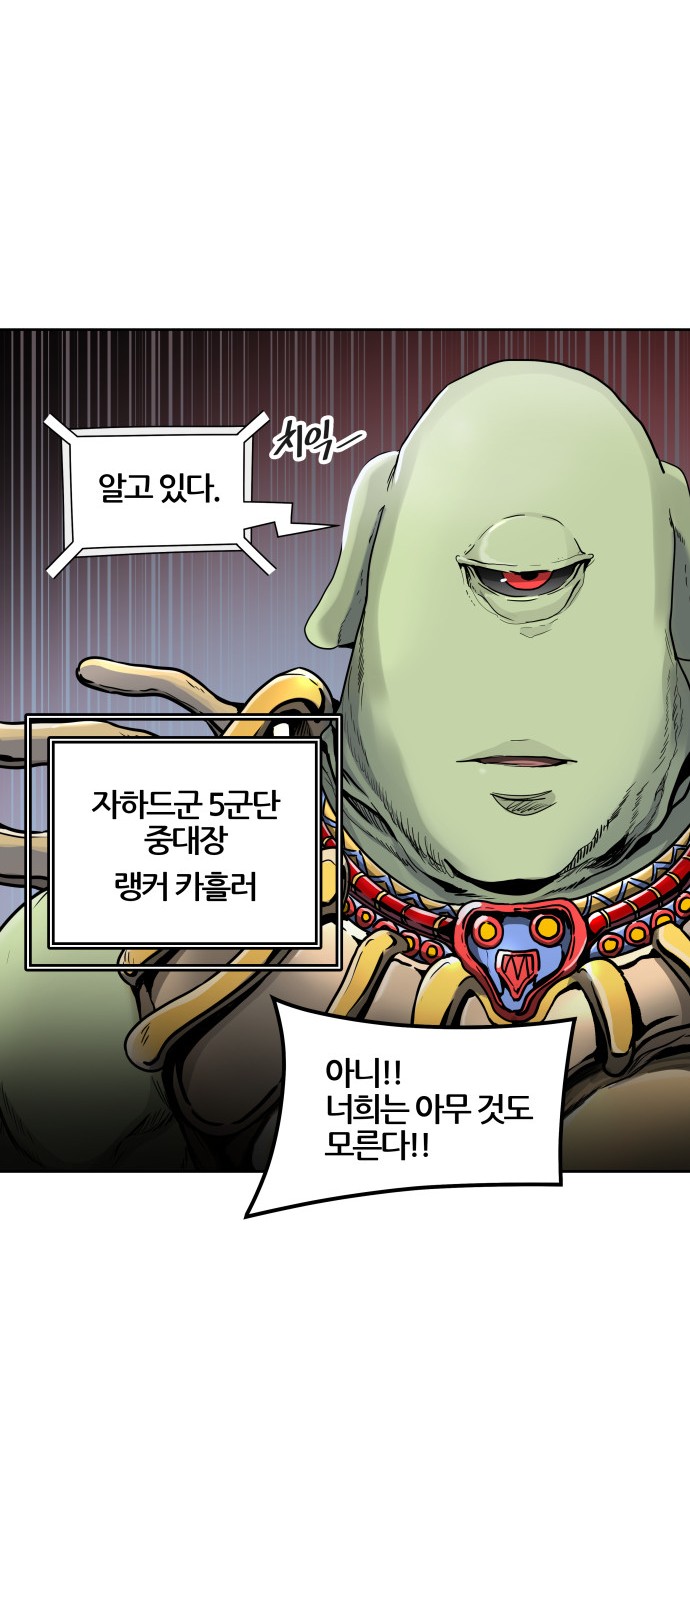 치익-
알고 있다.
자하드군 5군단
중대장
랭커 카흘러
아니!!
너희는 아무 것도
모른다!!